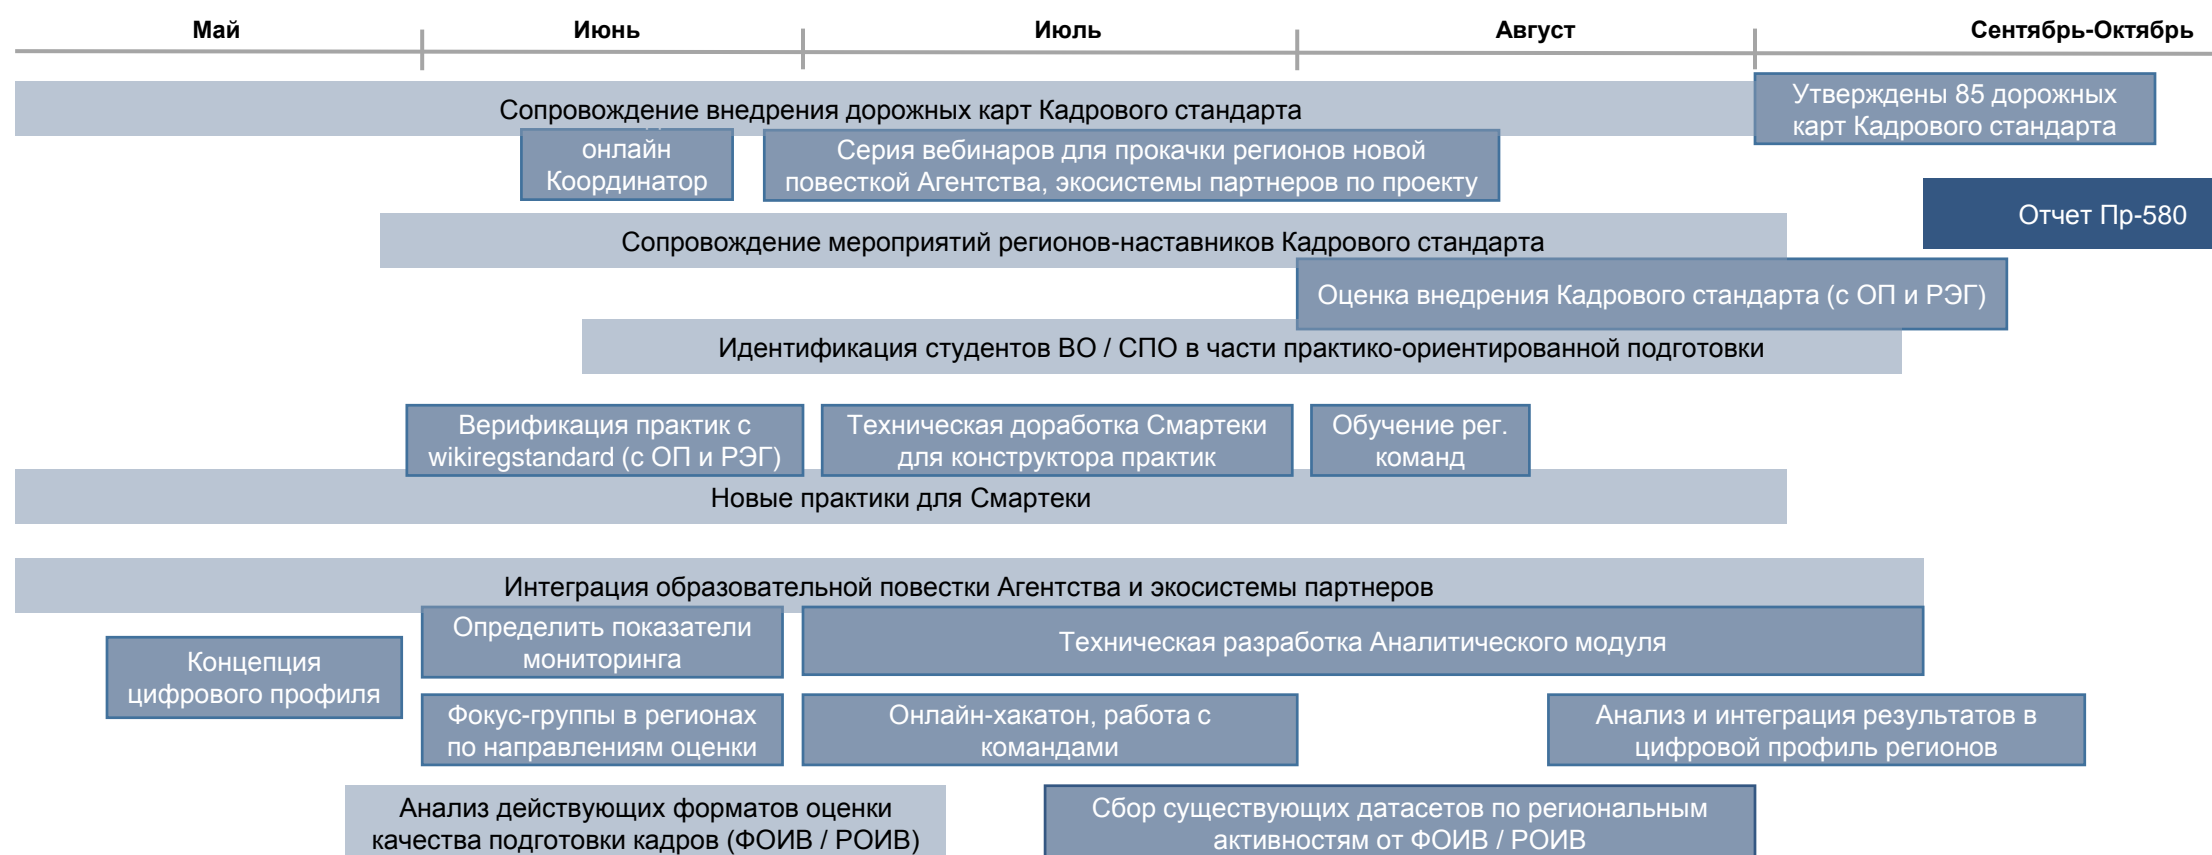 Май
Июнь
Июль
Август
Сентябрь-Октябрь
Сопровождение внедрения дорожных карт Кадрового стандарта
Утверждены 85 дорожных
карт Кадрового стандарта
онлайн
Координатор
Серия вебинаров для прокачки регионов новой
повесткой Агентства, экосистемы партнеров по проекту
Отчет Пр-580
Сопровождение мероприятий регионов-наставников Кадрового стандарта
Оценка внедрения Кадрового стандарта (с ОП и РЭГ)
Идентификация студентов ВО / СПО в части практико-ориентированной подготовки
Верификация практик с
wikiregstandard (с ОП и РЭГ)
Техническая доработка Смартеки
для конструктора практик
Обучение рег.
команд
Новые практики для Смартеки
Интеграция образовательной повестки Агентства и экосистемы партнеров
Концепция
цифрового профиля
Определить показатели
мониторинга
Техническая разработка Аналитического модуля
Фокус-группы в регионах
по направлениям оценки
Онлайн-хакатон, работа с
командами
Анализ и интеграция результатов в
цифровой профиль регионов
Анализ действующих форматов оценки
качества подготовки кадров (ФОИВ / РОИВ)
Сбор существующих датасетов по региональным
активностям от ФОИВ / РОИВ